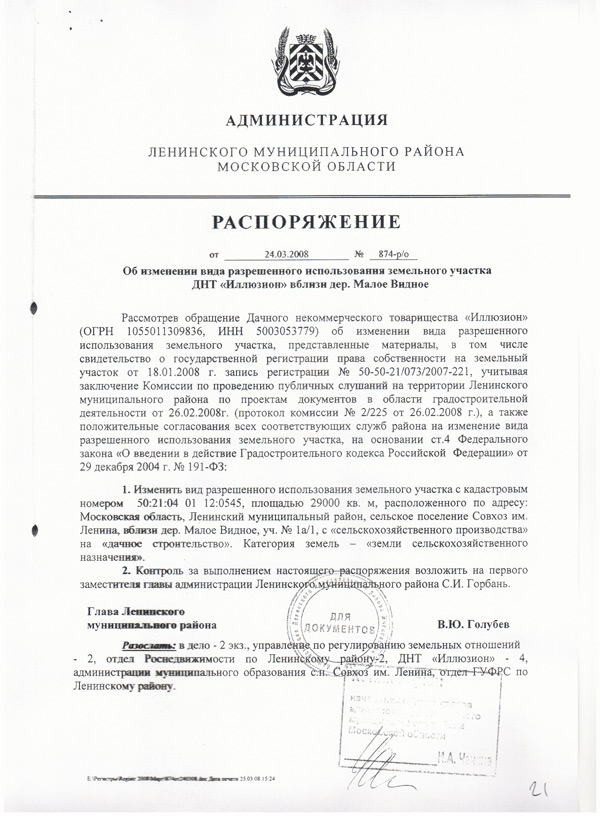 АДМИНИСТРАЦИЯ
ЛЕНИНСКОГО МУНИЦИПАЛЬНОГО РАЙОНА
МОСКОВСКОЙ ОБЛАСТИ
РАСПОРЯЖЕНИЕ
от 24.03.2008 № 874-р/о
Об изменении вида разрешенного использования земельного участка
ДНТ «Иллюзион» вблизи дер. Малое Видное
Рассмотрев обращение Дачного некоммерческого товарищества «Иллюзион»
(ОГРН 1055011309836, ИНН 5003053779) об изменении вида разрешенного
использования земельного участка, представленные материалы, в том числе
свидетельство о государственной регистрации права собственности на земельный
участок от 18.01.2008 г. запись регистрации № 50-50-21/073/2007-221, учитывая
заключение Комиссии по проведению публичных слушаний на территории Ленинского
муниципального района по проектам документов в области градостроительной
деятельности от 26.02.2008г. (протокол комиссии № 2/225 от 26.02.2008 г.), а также
положительные согласования всех соответствующих служб района на изменение вида
разрешенного использования земельного участка, на основании ст.4 Федерального
закона «О введении в действие Градостроительного кодекса Российской Федерации» от
29 декабря 2004 г. № 191-ФЗ:
1. Изменить вид разрешенного использования земельного участка с кадастровым
номером 50:21:04 01 12:0545, площадью 29000 кв. м, расположенного по адресу:
Московская область, Ленинский муниципальный район, сельское поселение Совхоз им.
Ленина, вблизи дер. Малое Видное, уч. № 1а/1, с «сельскохозяйственного производства»
на «дачное строительство». Категория земель – «земли сельскохозяйственного
назначения».
2. Контроль за выполнением настоящего распоряжения возложить на первого
заместителя главы администрации Ленинского муниципального района С.И. Горбань.
Глава Ленинского
муниципального района В.Ю. Голубев
ДЛЯ
ДОКУМЕНТОВ
Разослать: в дело - 2 экз., управление по регулированию земельных отношений
- 2, отдел Роснедвижимости по Ленинскому району-2, ДНТ «Иллюзион» - 4,
администрации муниципального образования с.п. Совхоз им. Ленина, отдел ГУФРС по
Ленинскому району.
Московской области
Дата печати 25.03.08 15:24
21